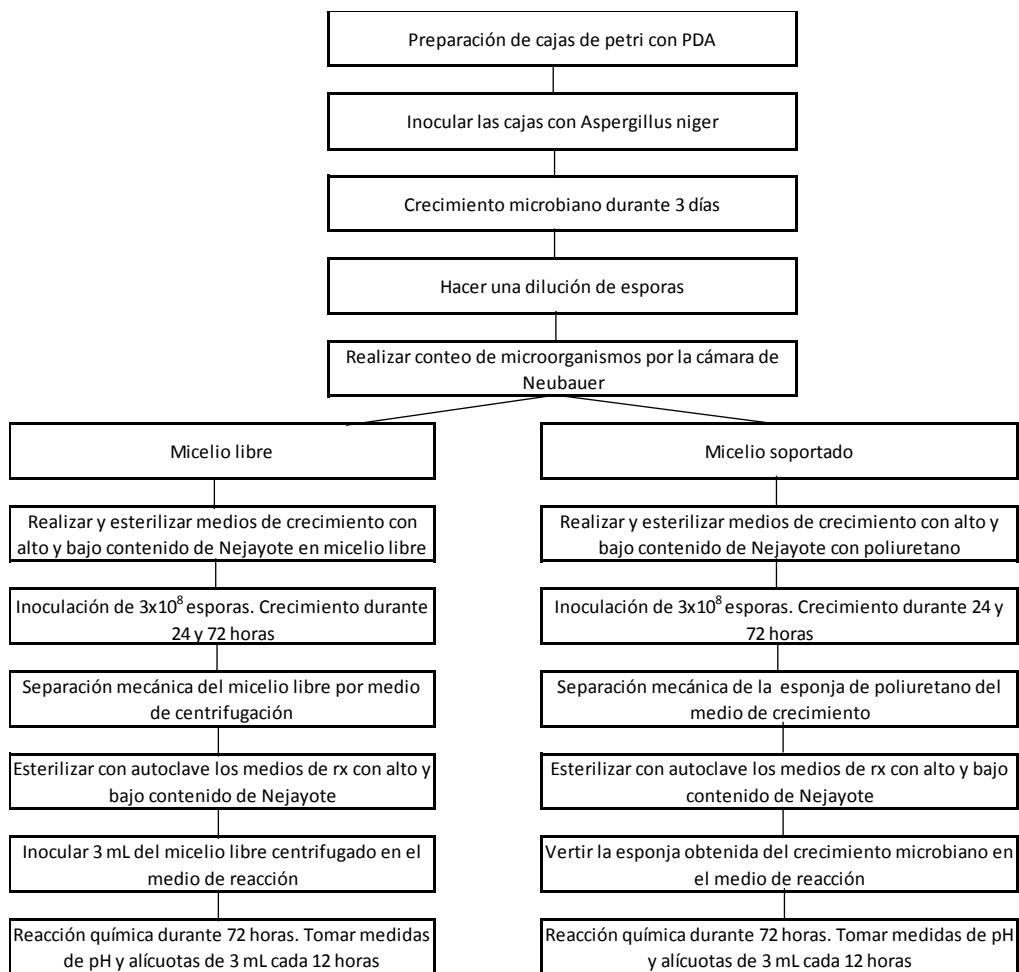 Preparación de cajas de petri con PDA
Inocular las cajas con Aspergillus niger
Crecimiento microbiano durante 3 días
Hacer una dilución de esporas
Realizar conteo de microorganismos por la cámara de
Neubauer
Micelio libre
Realizar y esterilizar medios de crecimiento con
alto y bajo contenido de Nejayote en micelio libre
Inoculación de 3x10⁸ esporas. Crecimiento durante
24 y 72 horas
Separación mecánica del micelio libre por medio
de centrifugación
Esterilizar con autoclave los medios de rx con alto y
bajo contenido de Nejayote
Inocular 3 mL del micelio libre centrifugado en el
medio de reacción
Reacción química durante 72 horas. Tomar medidas
de pH y alícuotas de 3 mL cada 12 horas
Micelio soportado
Realizar y esterilizar medios de crecimiento con alto y
bajo contenido de Nejayote con poliuretano
Inoculación de 3x10⁸ esporas. Crecimiento durante 24 y
72 horas
Separación mecánica de la  esponja de poliuretano del
medio de crecimiento
Esterilizar con autoclave los medios de rx con alto y bajo
contenido de Nejayote
Vertir la esponja obtenida del crecimiento microbiano en
el medio de reacción
Reacción química durante 72 horas. Tomar medidas de pH
y alícuotas de 3 mL cada 12 horas